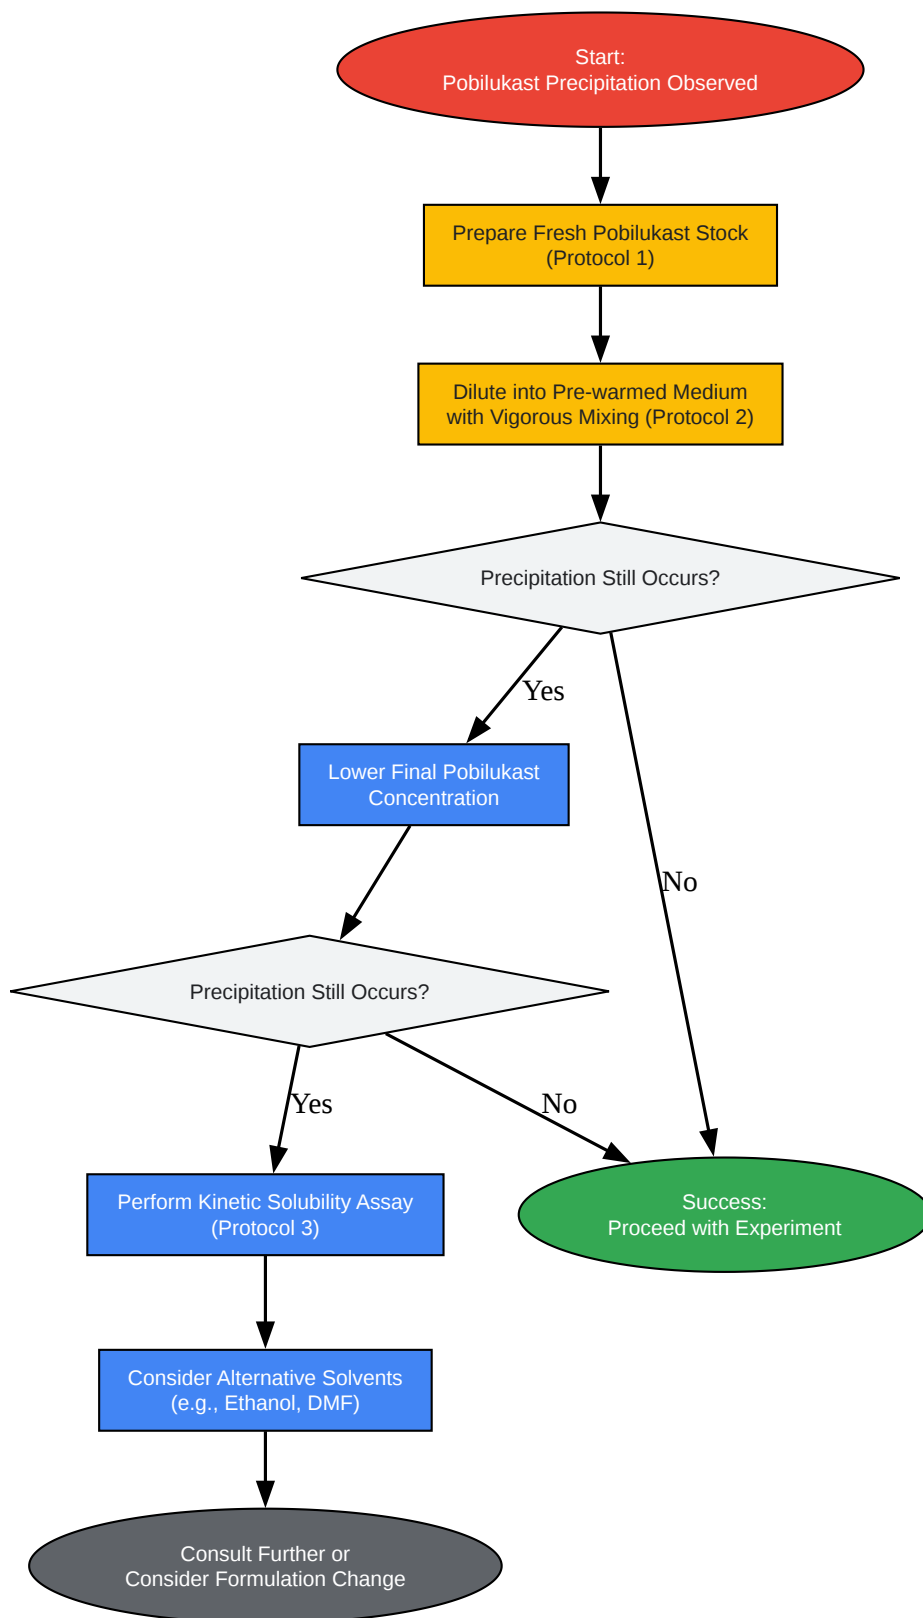 Start:
Pobilukast Precipitation Observed
Prepare Fresh Pobilukast Stock
(Protocol 1)
Dilute into Pre-warmed Medium
with Vigorous Mixing (Protocol 2)
Precipitation Still Occurs?
Yes
Lower Final Pobilukast
Concentration
No
Precipitation Still Occurs?
Yes
No
Perform Kinetic Solubility Assay
(Protocol 3)
Success:
Proceed with Experiment
Consider Alternative Solvents
(e.g., Ethanol, DMF)
Consult Further or
Consider Formulation Change